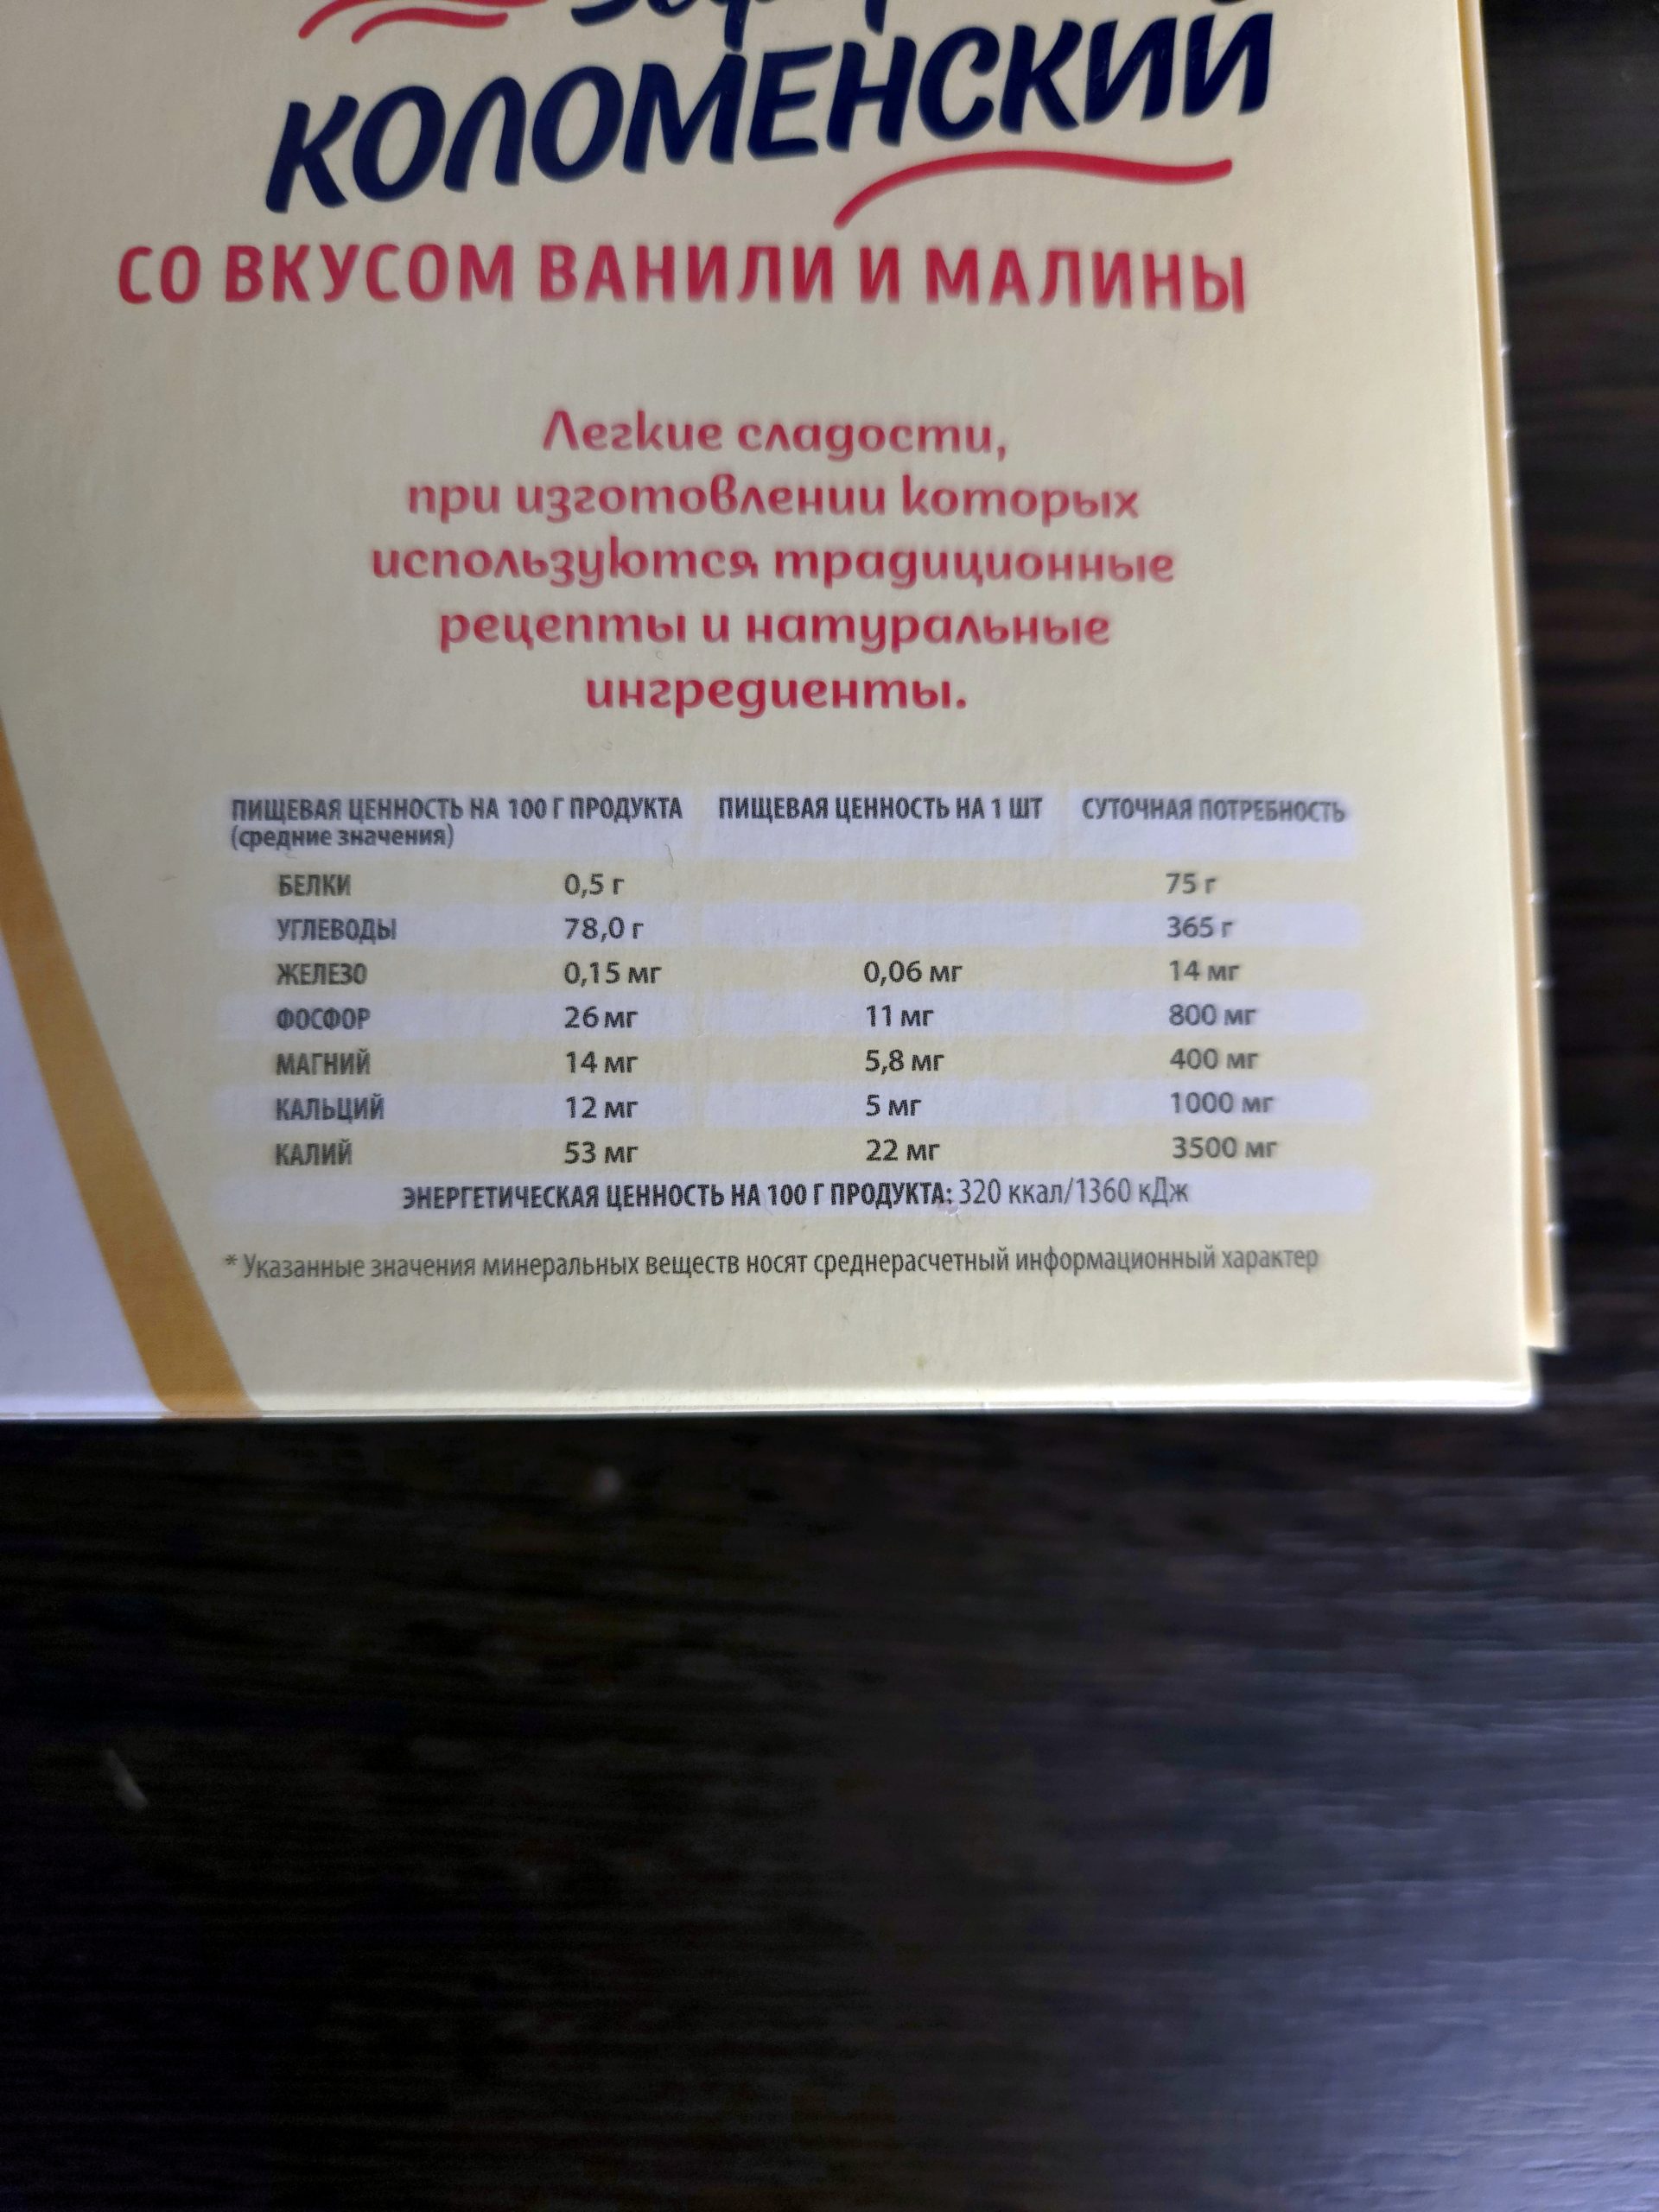 КОЛОМЕНСКИЙ
СО ВКУСОМ ВАНИЛИ И МАЛИНЫ
Легкие сладости,
при изготовлении которых
используются традиционные
рецепты и натуральные
ингредиенты.
ПИЩЕВАЯ ЦЕННОСТЬ НА 100 Г ПРОДУКТА ПИЩЕВАЯ ЦЕННОСТЬ НА 1 ШТ СУТОЧНАЯ ПОТРЕБНОСТЬ
(средние значения)
БЕЛКИ 0,5 г 75 г
УГЛЕВОДЫ 78,0 г 365 г
ЖЕЛЕЗО 0,15 мг 0,06 мг 14 мг
ФОСФОР 26 мг 11 мг 800 мг
МАГНИЙ 14 мг 5,8 мг 400 мг
КАЛЬЦИЙ 12 мг 5 мг 1000 мг
КАЛИЙ 53 мг 22 мг 3500 мг
ЭНЕРГЕТИЧЕСКАЯ ЦЕННОСТЬ НА 100 Г ПРОДУКТА: 320 ккал/1360 кДж
* Указанные значения минеральных веществ носят среднерасчетный информационный характер